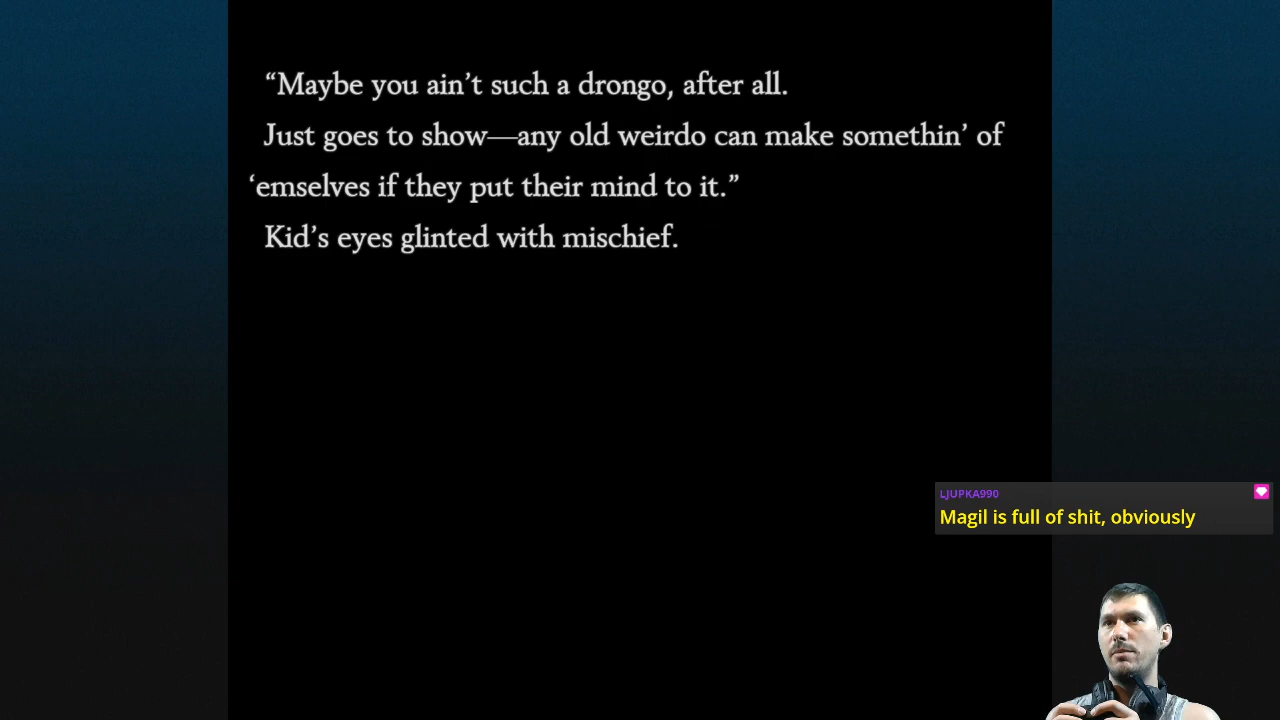 “Maybe you ain’t such a drongo, after all.
Just goes to show—any old weirdo can make somethin’ of
‘emselves if they put their mind to it.”
Kid’s eyes glinted with mischief.
LJUPKA990
Magil is full of shit, obviously